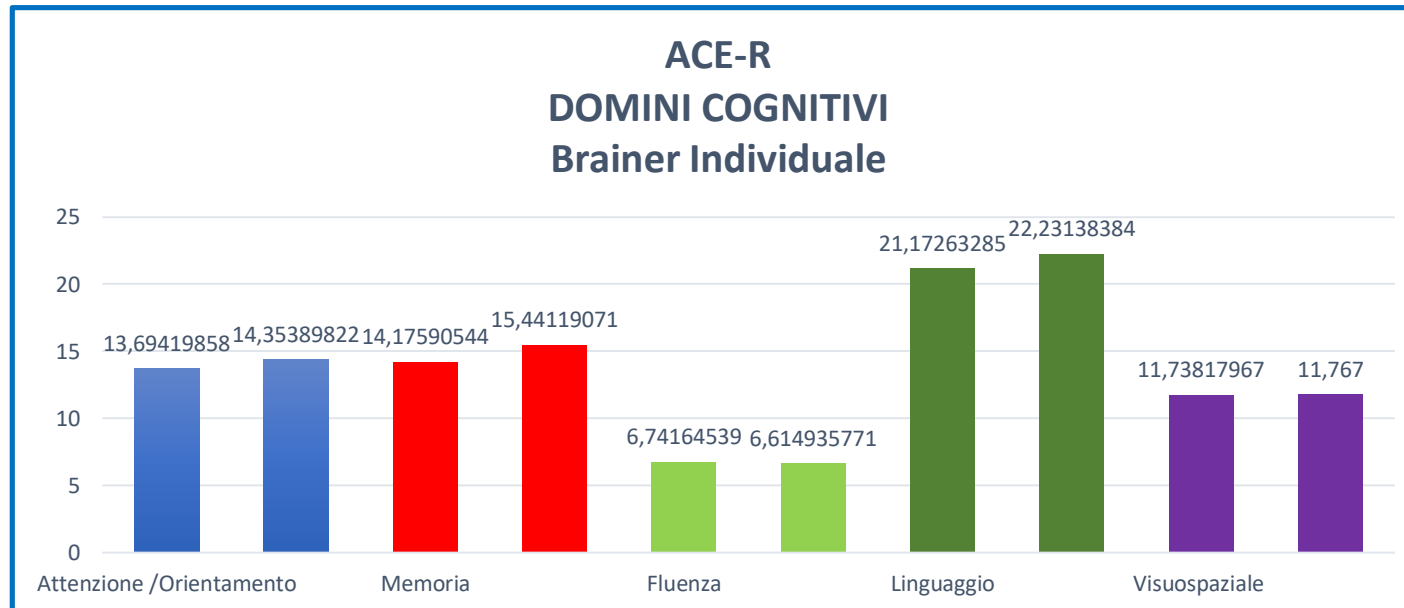 ACE-R
DOMINI COGNITIVI
Brainer Individuale
25
20
15
10
5
0
13,69419858
14,35389822
14,17590544
15,44119071
6,74164539
6,614935771
21,17263285
22,23138384
11,73817967
11,767
Attenzione /Orientamento
Memoria
Fluenza
Linguaggio
Visuospaziale